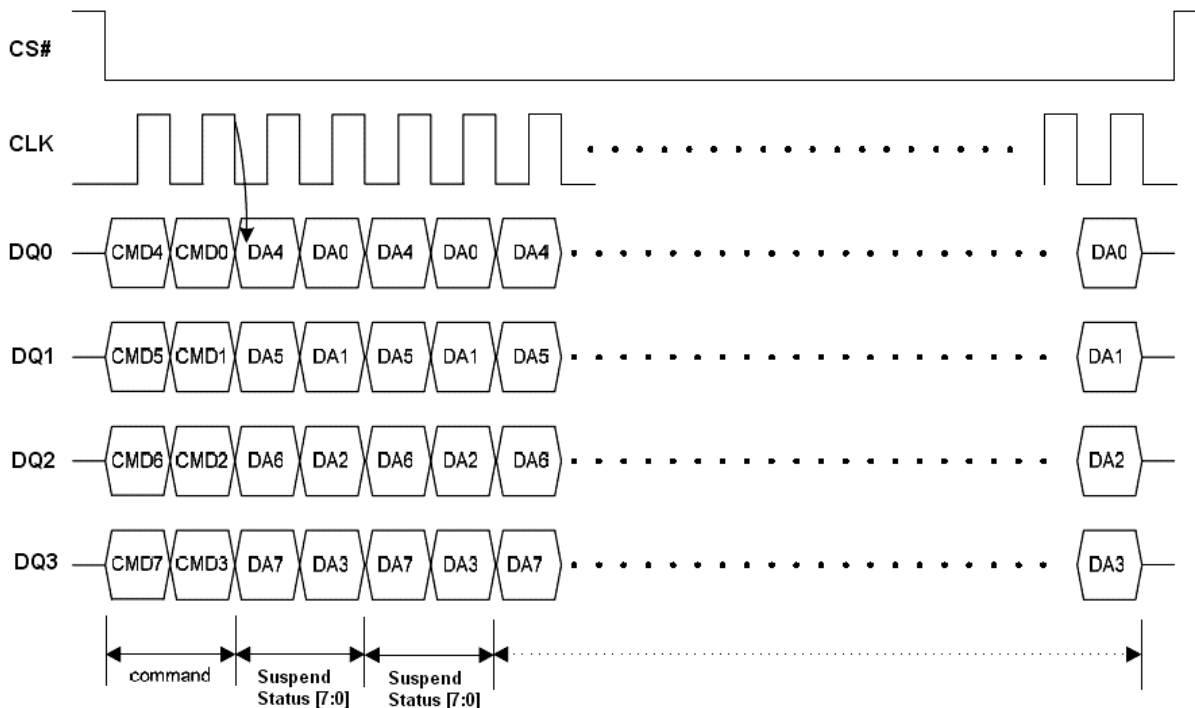 CS#
CLK
DQ0 CMD4 CMD0 DA4 DA0 DA4 DA0 DA4 DA0
DQ1 CMD5 CMD1 DA5 DA1 DA5 DA1 DA5 DA1
DQ2 CMD6 CMD2 DA6 DA2 DA6 DA2 DA6 DA2
DQ3 CMD7 CMD3 DA7 DA3 DA7 DA3 DA7 DA3
command
Suspend
Status [7:0]
Suspend
Status [7:0]